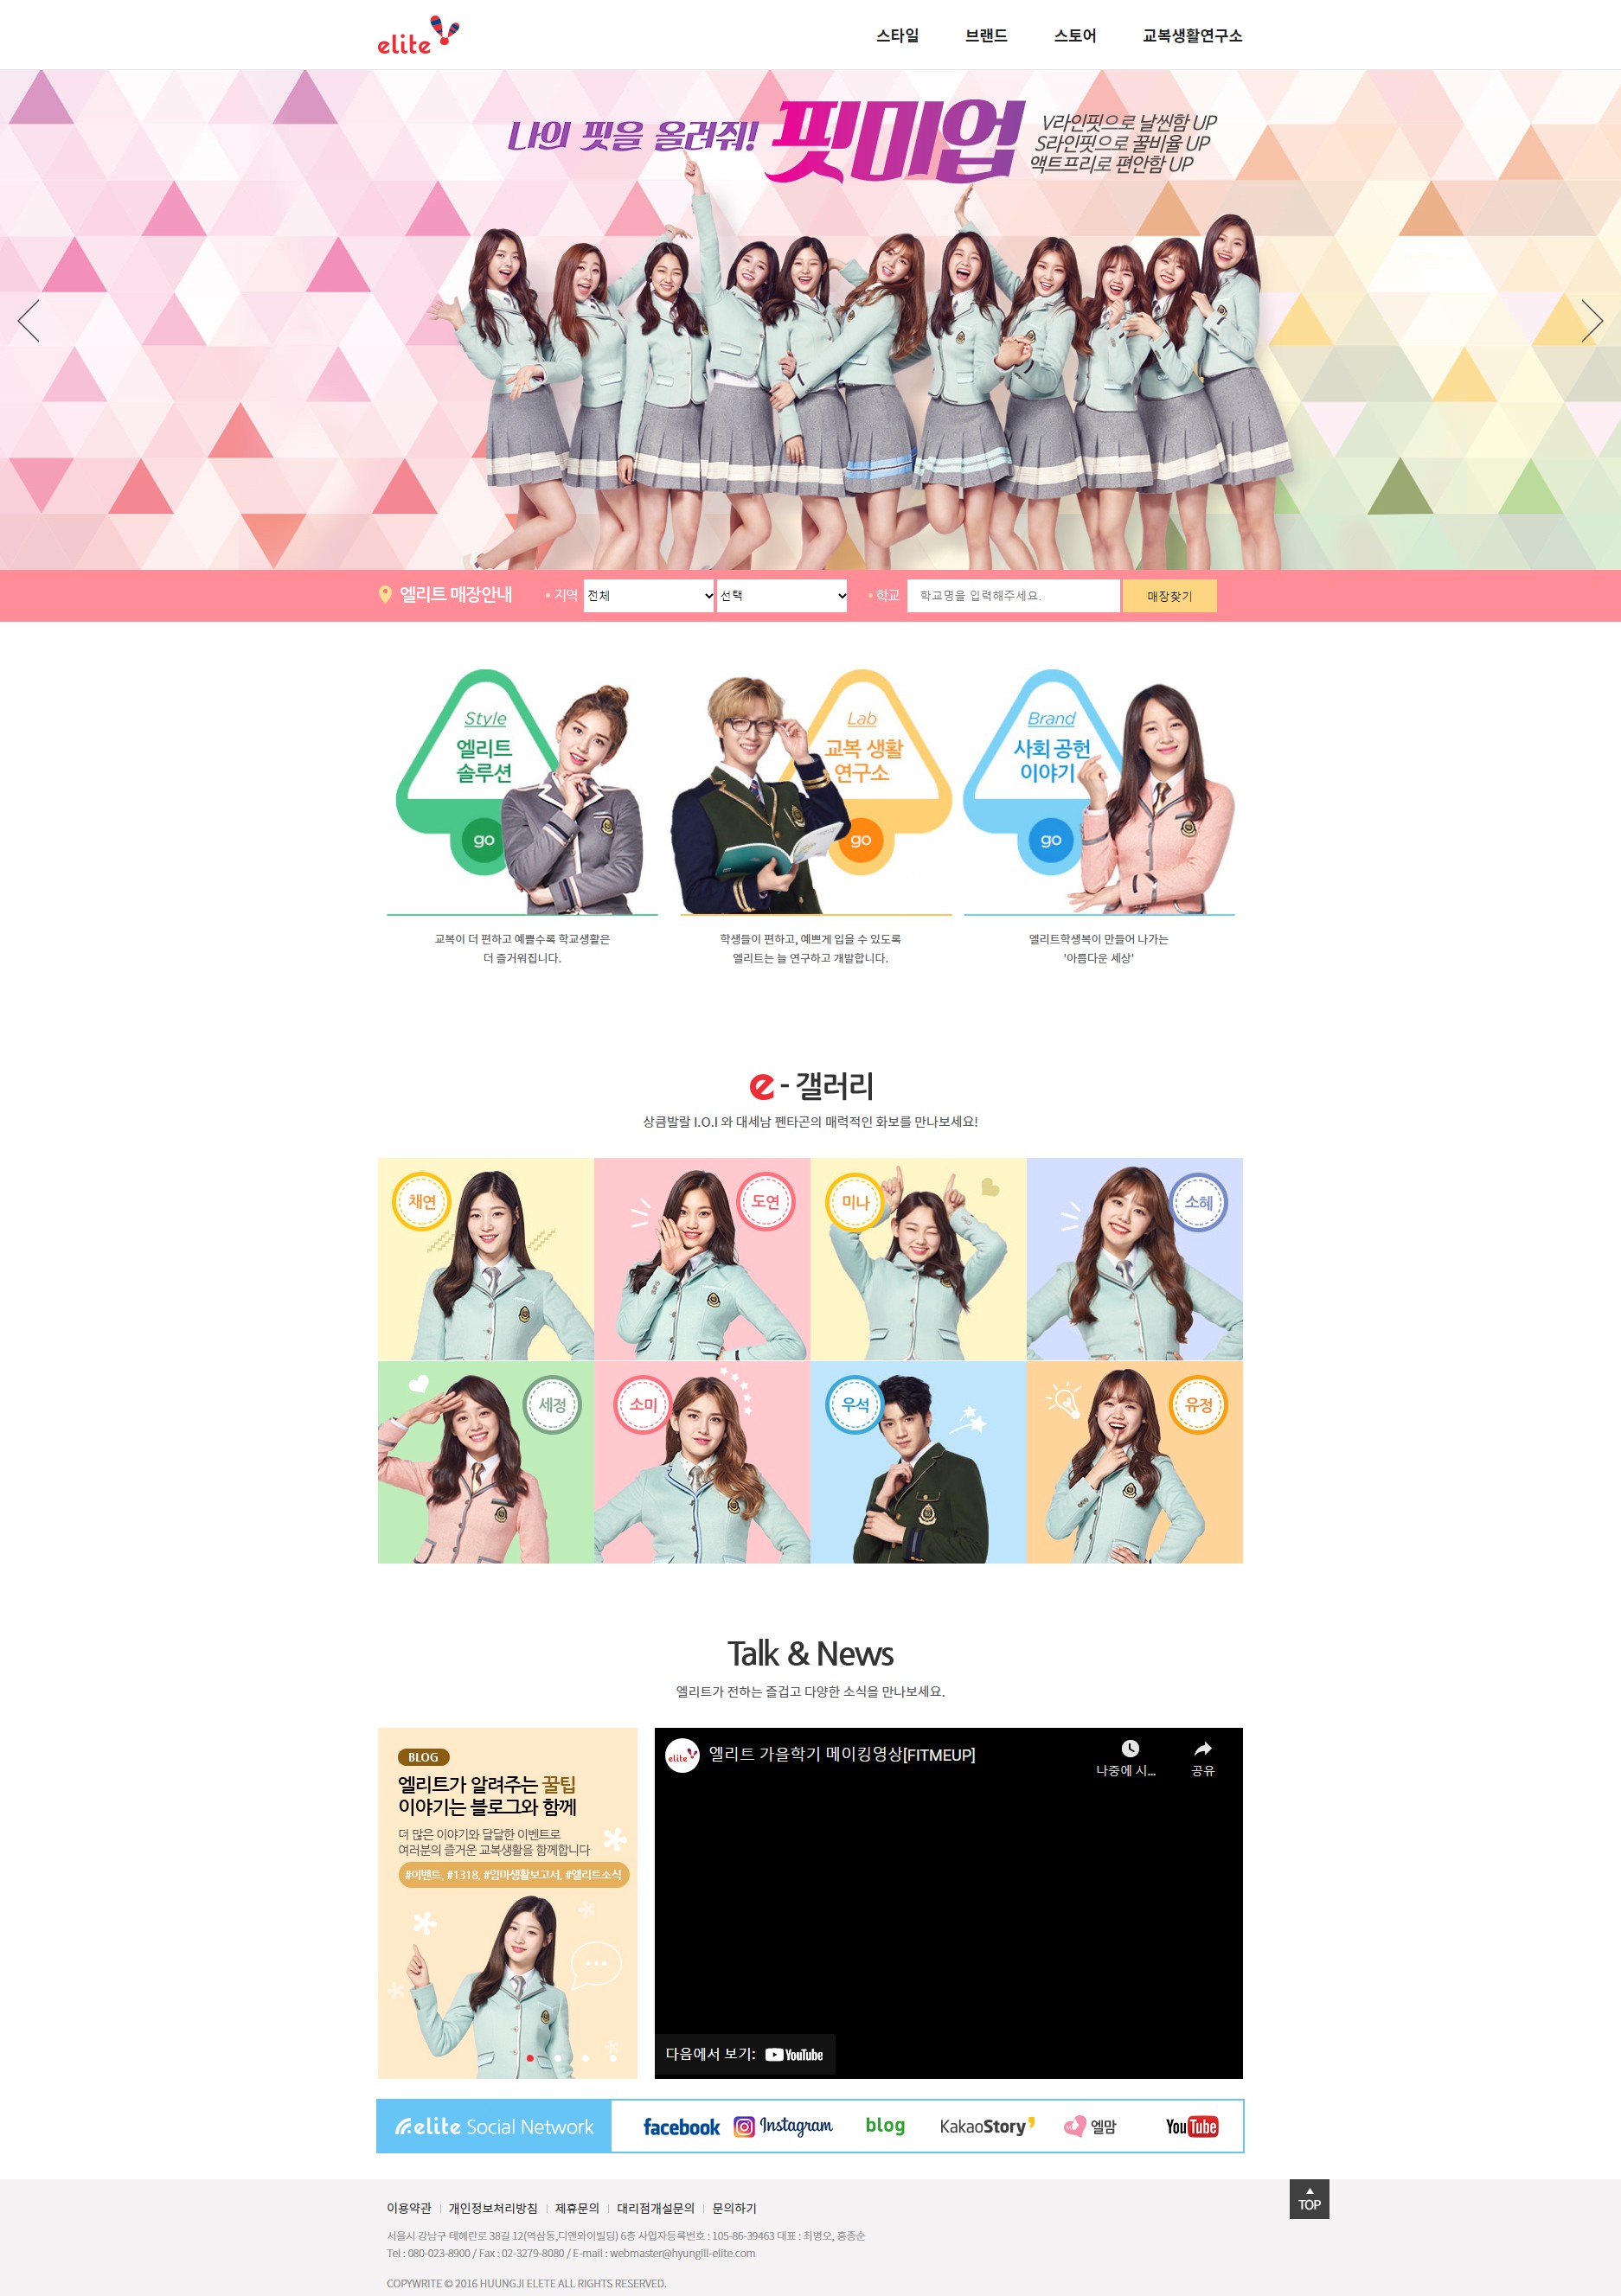 elite
스타일
브랜드
스토어
교복생활연구소
나의 핏을 올려줘!
핏미업
V라인핏으로 날씬함 UP
S라인핏으로 꿀비율 UP
액트프리로 편안함 UP
엘리트 매장안내
지역
전체
선택
학교
학교명을 입력해주세요.
매장찾기
Style
엘리트
솔루션
go
Lab
교복 생활
연구소
go
Brand
사회 공헌
이야기
go
교복이 더 편하고 예쁠수록 학교생활은
더 즐거워집니다.
학생들이 편하고, 예쁘게 입을 수 있도록
엘리트는 늘 연구하고 개발합니다.
엘리트학생복이 만들어 나가는
'아름다운 세상'
e - 갤러리
상큼발랄 I.O.I 와 대세남 펜타곤의 매력적인 화보를 만나보세요!
채연
도연
미나
소혜
세정
소미
우석
유정
Talk & News
엘리트가 전하는 즐겁고 다양한 소식을 만나보세요.
BLOG
엘리트가 알려주는 꿀팁
이야기는 블로그와 함께
더 많은 이야기와 달달한 이벤트로
여러분의 즐거운 교복생활을 함께합니다
#이벤트, #1318, #엄마생활보고서, #엘리트소식
elite
엘리트 가을학기 메이킹영상[FITMEUP]
나중에 시...
공유
다음에서 보기: YouTube
elite Social Network
facebook
Instagram
blog
KakaoStory
엘맘
YouTube
TOP
이용약관 | 개인정보처리방침 | 제휴문의 | 대리점개설문의 | 문의하기
서울시 강남구 테헤란로 38길 12(역삼동,디앤와이빌딩) 6층 사업자등록번호 : 105-86-39463 대표 : 최병오, 홍종순
Tel : 080-023-8900 / Fax : 02-3279-8080 / E-mail : webmaster@hyungill-elite.com
COPYWRITE © 2016 HUUNGJI ELETE ALL RIGHTS RESERVED.